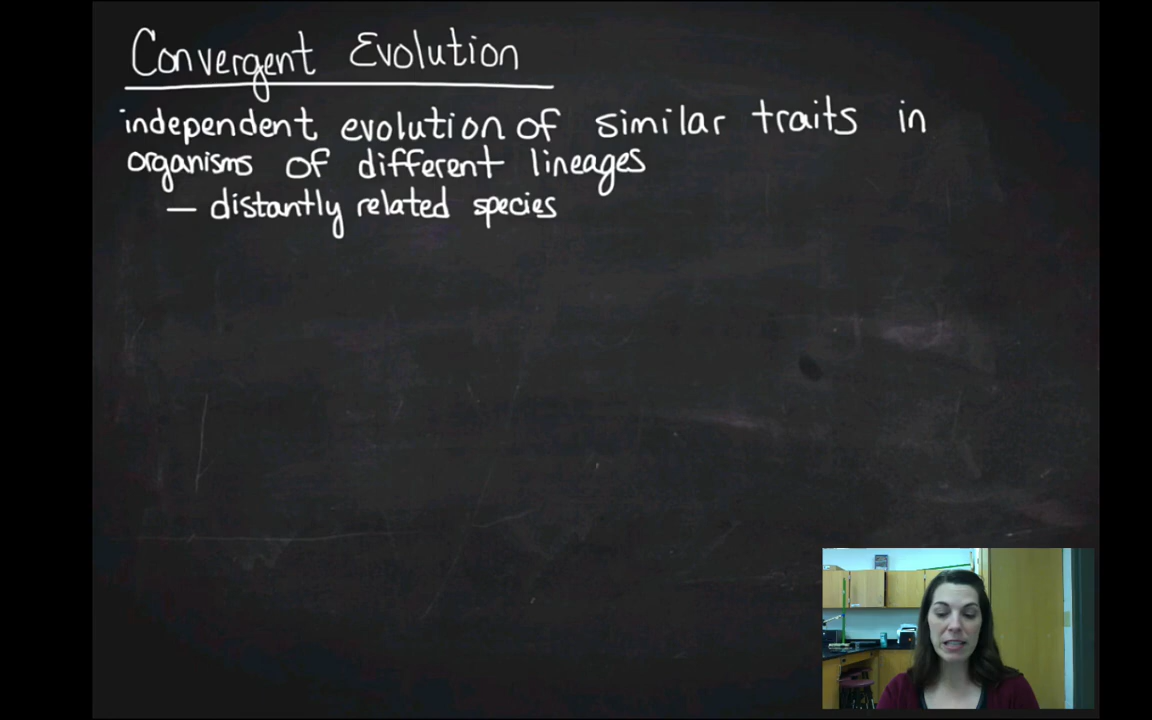 Convergent Evolution
independent evolution of similar traits in
organisms of different lineages
— distantly related species